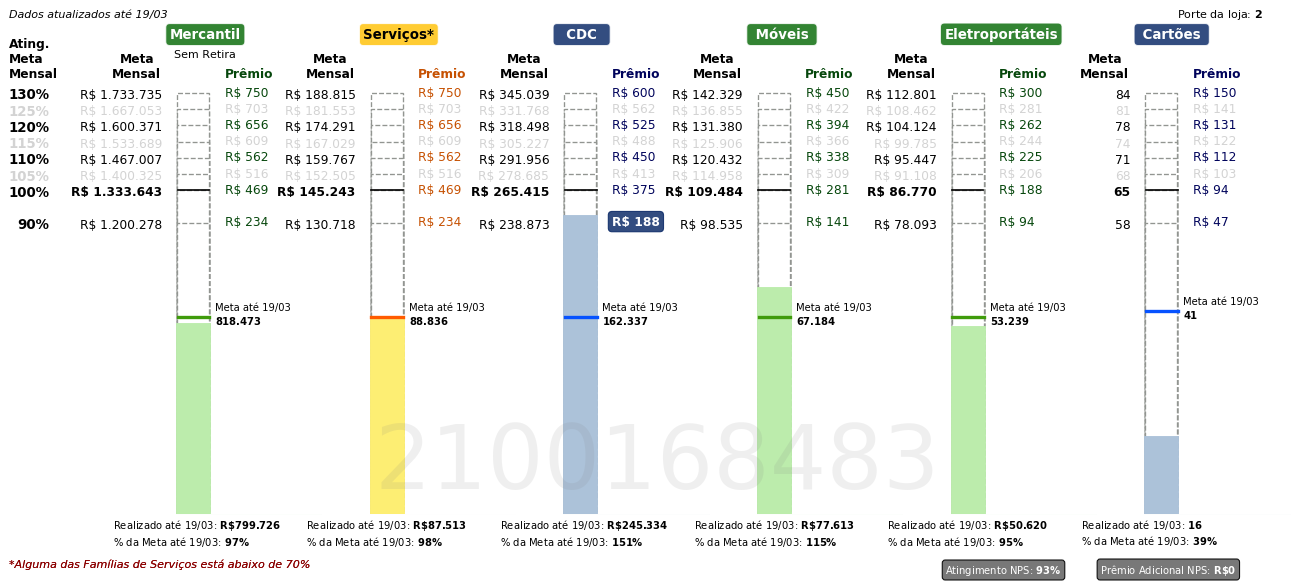 Dados atualizados até 19/03 Porte da loja: 2
Mercantil Serviços* CDC Móveis Eletroportáteis Cartões
Sem Retira
Ating. Meta Mensal Meta Mensal Prêmio Meta Mensal Prêmio Meta Mensal Prêmio Meta Mensal Prêmio Meta Mensal Prêmio Meta Mensal Prêmio
130% R$ 1.733.735 R$ 750 R$ 188.815 R$ 750 R$ 345.039 R$ 600 R$ 142.329 R$ 450 R$ 112.801 R$ 300 84 R$ 150
125% R$ 1.667.053 R$ 703 R$ 181.553 R$ 703 R$ 331.768 R$ 562 R$ 136.855 R$ 422 R$ 108.462 R$ 281 81 R$ 141
120% R$ 1.600.371 R$ 656 R$ 174.291 R$ 656 R$ 318.498 R$ 525 R$ 131.380 R$ 394 R$ 104.124 R$ 262 78 R$ 131
115% R$ 1.533.689 R$ 609 R$ 167.029 R$ 609 R$ 305.227 R$ 488 R$ 125.906 R$ 366 R$ 99.785 R$ 244 74 R$ 122
110% R$ 1.467.007 R$ 562 R$ 159.767 R$ 562 R$ 291.956 R$ 450 R$ 120.432 R$ 338 R$ 95.447 R$ 225 71 R$ 112
105% R$ 1.400.325 R$ 516 R$ 152.505 R$ 516 R$ 278.685 R$ 413 R$ 114.958 R$ 309 R$ 91.108 R$ 206 68 R$ 103
100% R$ 1.333.643 R$ 469 R$ 145.243 R$ 469 R$ 265.415 R$ 375 R$ 109.484 R$ 281 R$ 86.770 R$ 188 65 R$ 94
90% R$ 1.200.278 R$ 234 R$ 130.718 R$ 234 R$ 238.873 R$ 188 R$ 98.535 R$ 141 R$ 78.093 R$ 94 58 R$ 47
Meta até 19/03 Meta até 19/03 Meta até 19/03 Meta até 19/03 Meta até 19/03 Meta até 19/03
818.473 88.836 162.337 67.184 53.239 41
2100168483
Realizado até 19/03: R$799.726 Realizado até 19/03: R$87.513 Realizado até 19/03: R$245.334 Realizado até 19/03: R$77.613 Realizado até 19/03: R$50.620 Realizado até 19/03: 16
% da Meta até 19/03: 97% % da Meta até 19/03: 98% % da Meta até 19/03: 151% % da Meta até 19/03: 115% % da Meta até 19/03: 95% % da Meta até 19/03: 39%
*Alguma das Famílias de Serviços está abaixo de 70% Atingimento NPS: 93% Prêmio Adicional NPS: R$0